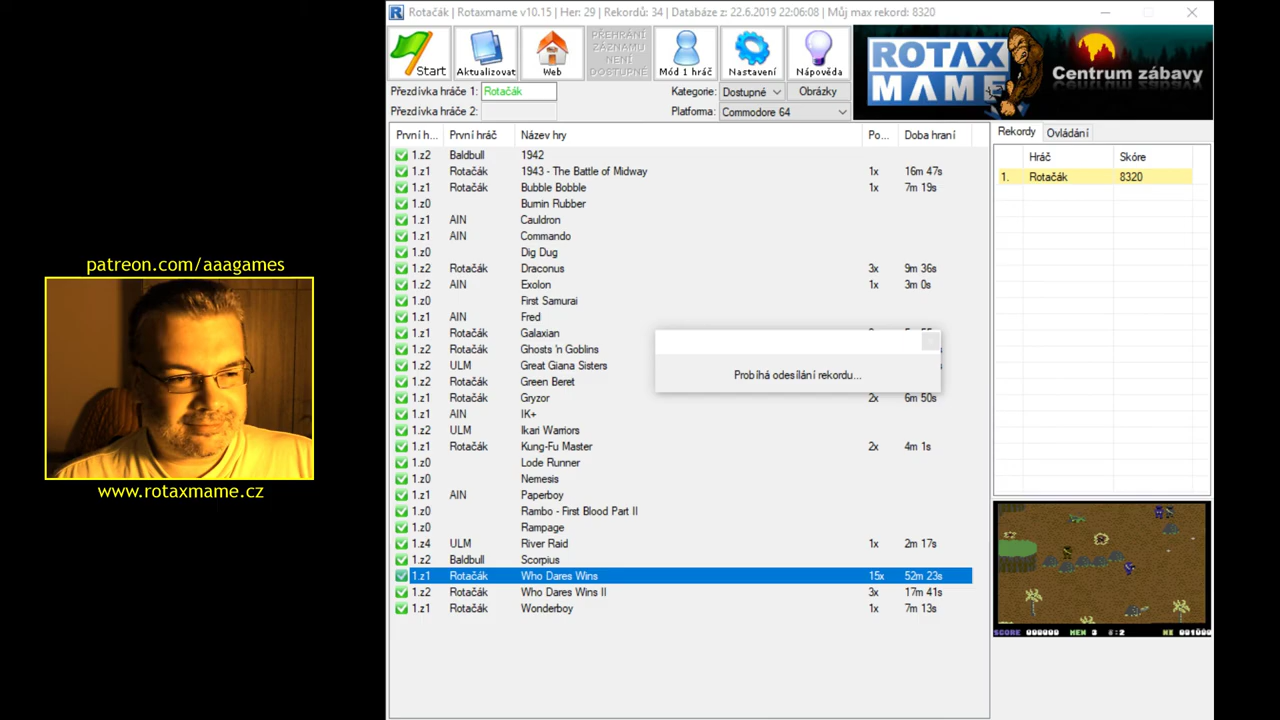 Rotačák | Rotaxmame v10.15 | Her: 29 | Rekordů: 34 | Databáze z: 22.6.2019 22:06:08 | Můj max rekord: 8320
Start
Aktualizovat
Web
PŘEHRÁNÍ
ZÁZNAMU
NENÍ
DOSTUPNÉ
Mód 1 hráč
Nastavení
Nápověda
ROTAX
MAME
Centrum zábavy
Přezdívka hráče 1: Rotačák
Kategorie: Dostupné
Obrázky
Přezdívka hráče 2:
Platforma: Commodore 64
První h... První hráč Název hry Po... Doba hraní
1.z2 Baldbull 1942
1.z1 Rotačák 1943 - The Battle of Midway 1x 16m 47s
1.z1 Rotačák Bubble Bobble 1x 7m 19s
1.z0 Burnin Rubber
1.z1 AIN Cauldron
1.z1 AIN Commando
1.z0 Dig Dug
1.z2 Rotačák Draconus 3x 9m 36s
1.z2 AIN Exolon 1x 3m 0s
1.z0 First Samurai
1.z1 AIN Fred
1.z1 Rotačák Galaxian
1.z2 Rotačák Ghosts 'n Goblins
1.z2 ULM Great Giana Sisters
1.z2 Rotačák Green Beret
1.z1 Rotačák Gryzor 2x 6m 50s
1.z1 AIN IK+
1.z2 ULM Ikari Warriors
1.z1 Rotačák Kung-Fu Master 2x 4m 1s
1.z0 Lode Runner
1.z0 Nemesis
1.z1 AIN Paperboy
1.z0 Rambo - First Blood Part II
1.z0 Rampage
1.z4 ULM River Raid 1x 2m 17s
1.z2 Baldbull Scorpius
1.z1 Rotačák Who Dares Wins 15x 52m 23s
1.z2 Rotačák Who Dares Wins II 3x 17m 41s
1.z1 Rotačák Wonderboy 1x 7m 13s
Probíhá odesílání rekordu...
Rekordy Ovládání
Hráč Skóre
1. Rotačák 8320
SCORE 000000 MEN 3 #:2 HI 001000
patreon.com/aaagames
www.rotaxmame.cz